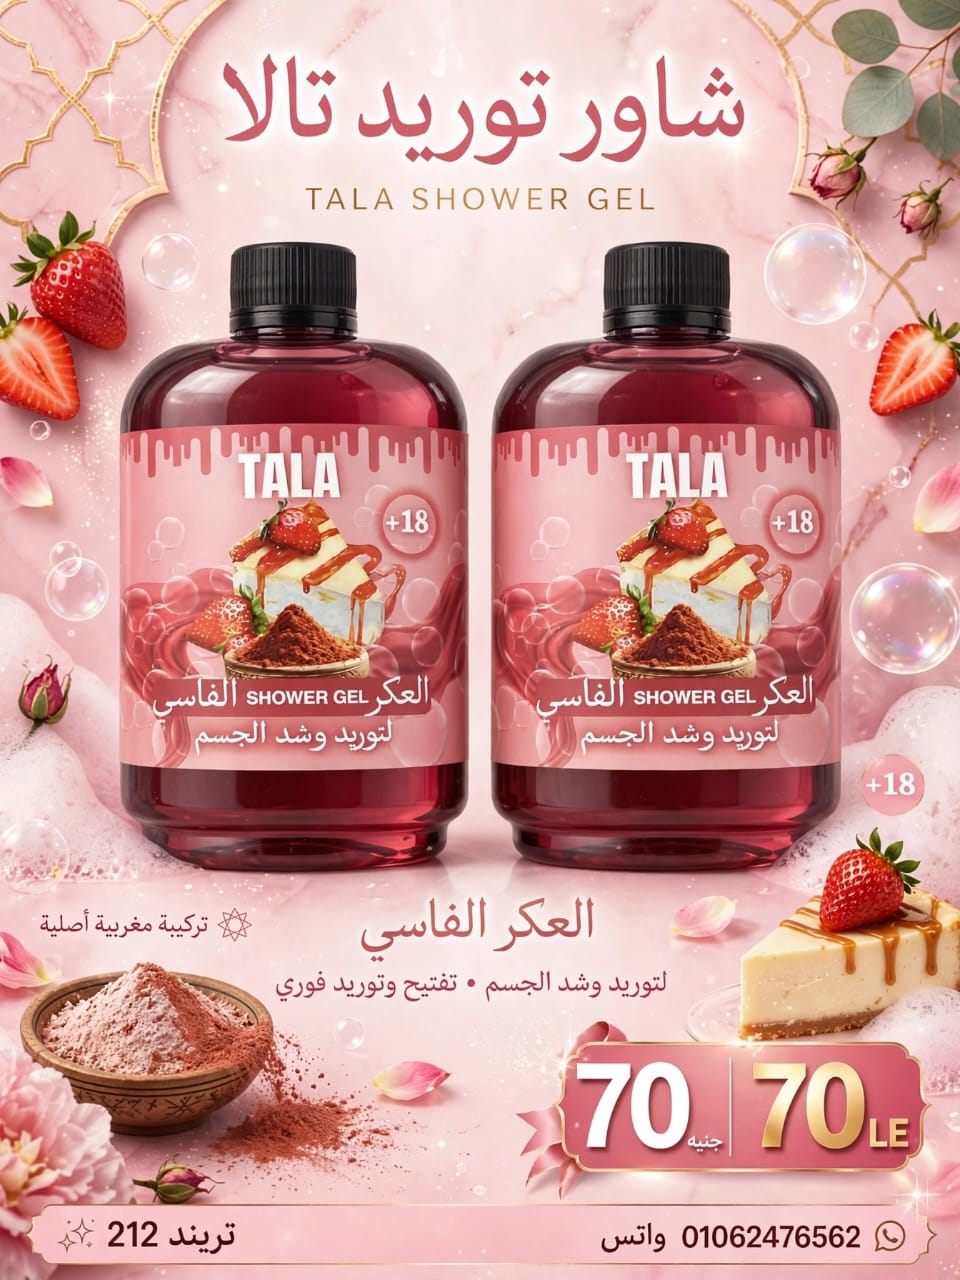 شاور توريد تالا
TALA SHOWER GEL
TALA
+18
العكر SHOWER GEL الفاسي
لتوريد وشد الجسم
TALA
+18
العكر SHOWER GEL الفاسي
لتوريد وشد الجسم
+18
تركيبة مغربية أصلية
العكر الفاسي
لتوريد وشد الجسم • تفتيح وتوريد فوري
70 جنيه
70 LE
تريند 212
واتس 01062476562